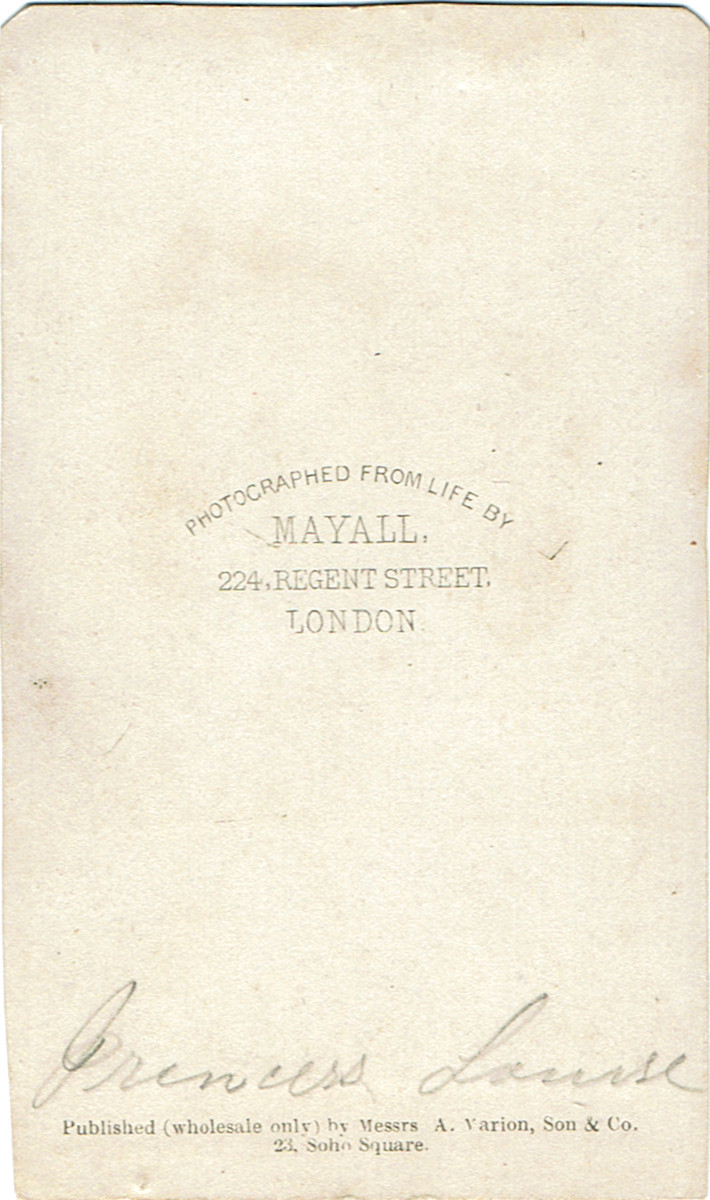 PHOTOGRAPHED FROM LIFE BY
MAYALL,
224, REGENT STREET,
LONDON.
Princess Louise
Published (wholesale only) by Messrs A. Marion, Son & Co.
23, Soho Square.